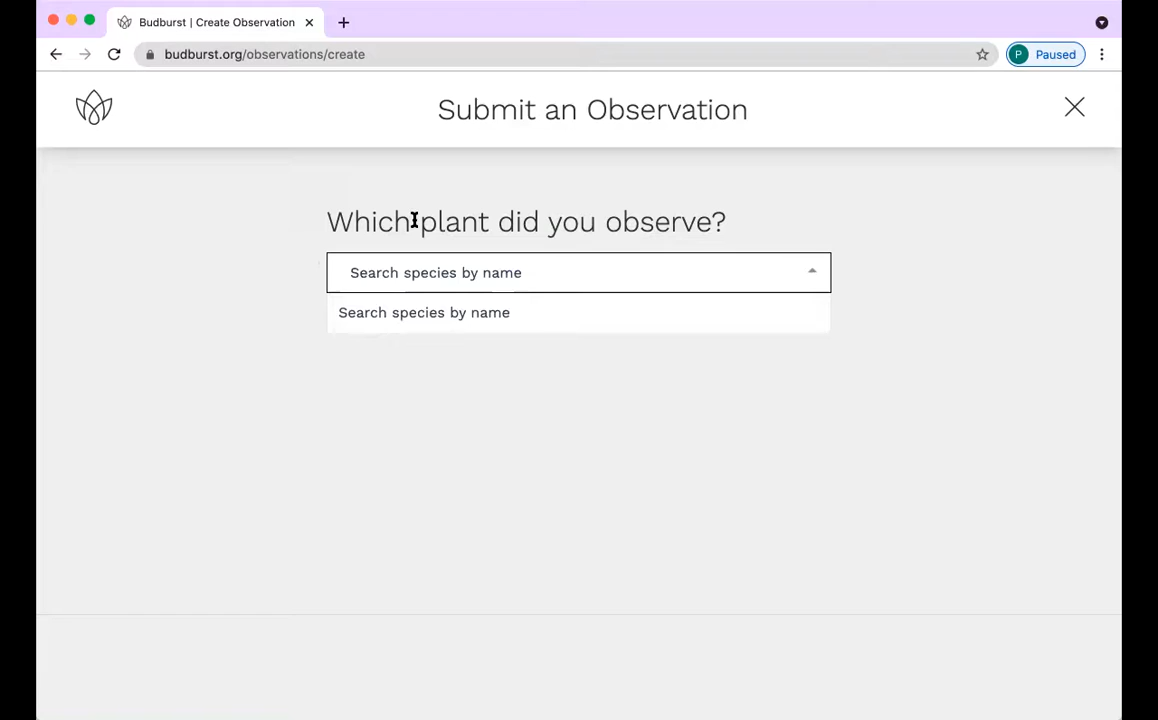 Budburst | Create Observation
budburst.org/observations/create
P Paused
Submit an Observation
Which plant did you observe?
Search species by name
Search species by name